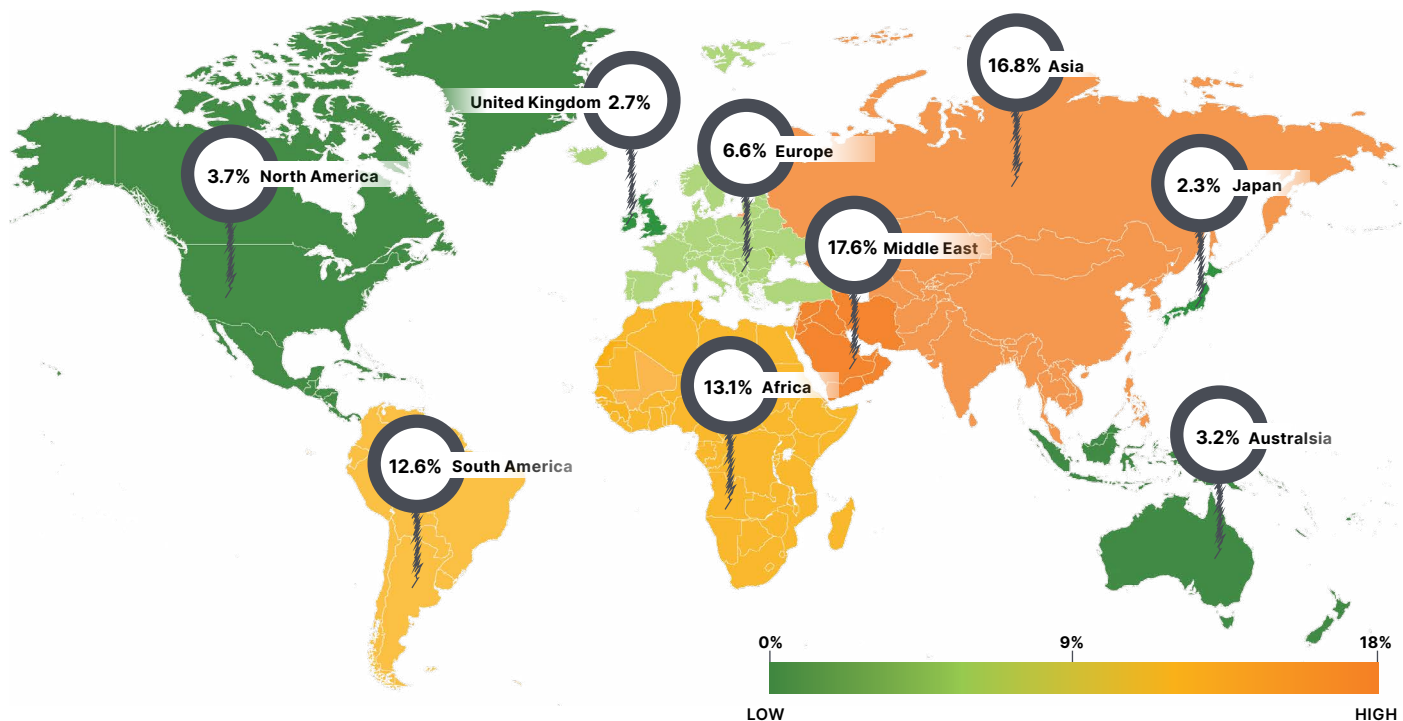 16.8% Asia
United Kingdom 2.7%
6.6% Europe
3.7% North America
2.3% Japan
17.6% Middle East
13.1% Africa
3.2% Australsia
12.6% South America
0% 9% 18%
LOW HIGH